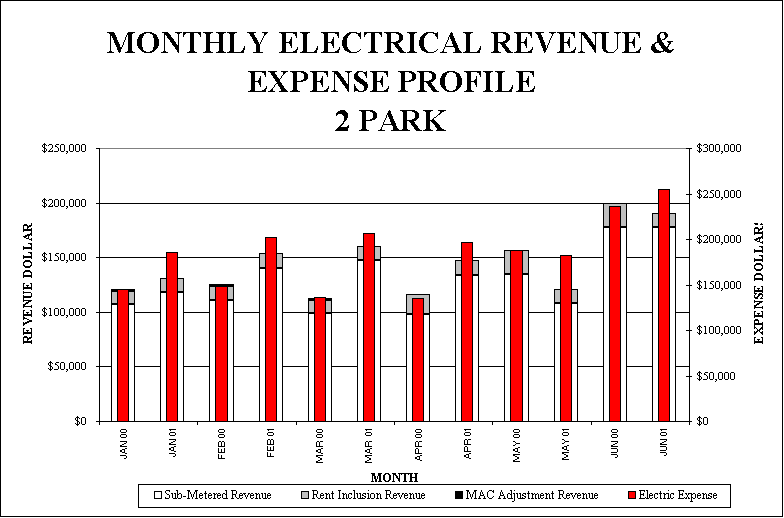 MONTHLY ELECTRICAL REVENUE &
EXPENSE PROFILE
2 PARK
$250,000
$200,000
$150,000
$100,000
$50,000
$0
REVENUE DOLLAR
$300,000
$250,000
$200,000
$150,000
$100,000
$50,000
$0
EXPENSE DOLLAR!
JAN 00
JAN 01
FEB 00
FEB 01
MAR 00
MAR 01
APR 00
APR 01
MAY 00
MAY 01
JUN 00
JUN 01
MONTH
Sub-Metered Revenue Rent Inclusion Revenue MAC Adjustment Revenue Electric Expense